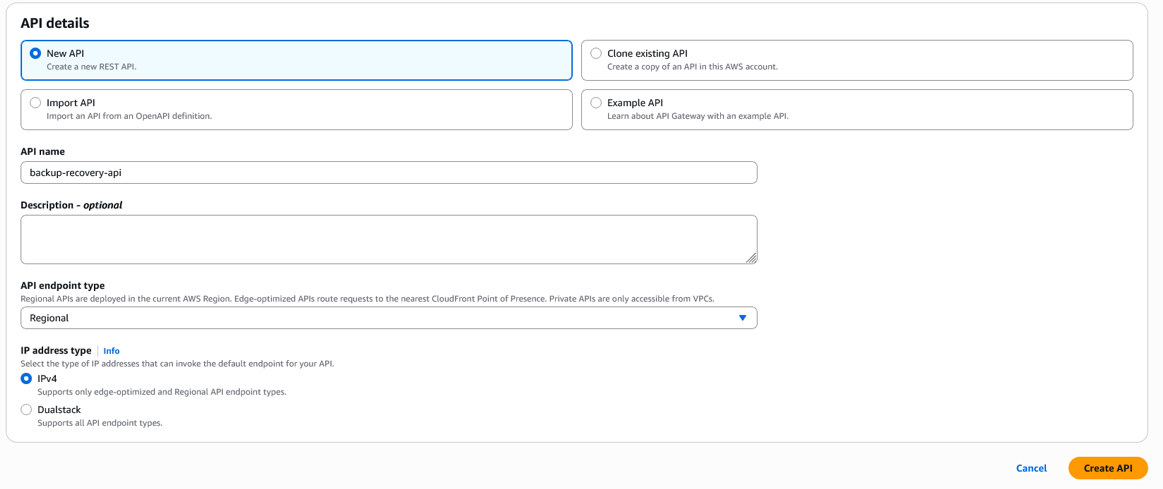 API details
New API
Create a new REST API.
Clone existing API
Create a copy of an API in this AWS account.
Import API
Import an API from an OpenAPI definition.
Example API
Learn about API Gateway with an example API.
API name
backup-recovery-api
Description - optional
API endpoint type
Regional APIs are deployed in the current AWS Region. Edge-optimized APIs route requests to the nearest CloudFront Point of Presence. Private APIs are only accessible from VPCs.
Regional
IP address type | Info
Select the type of IP addresses that can invoke the default endpoint for your API.
IPv4
Supports only edge-optimized and Regional API endpoint types.
Dualstack
Supports all API endpoint types.
Cancel
Create API